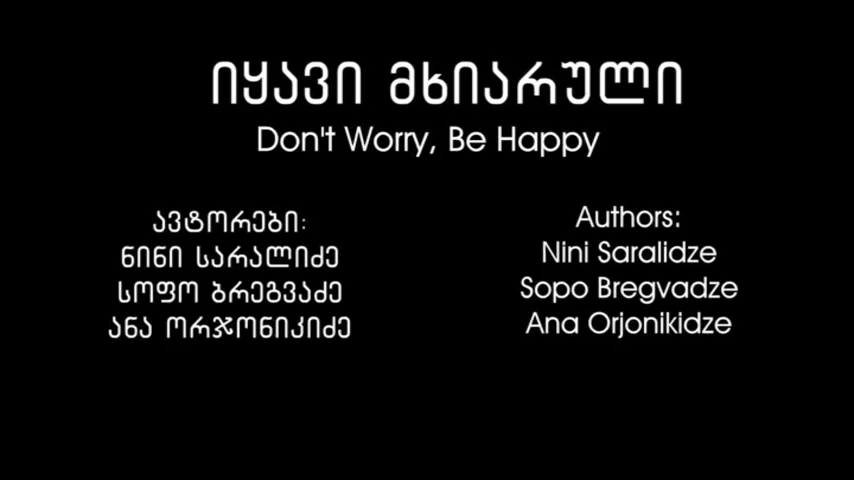 იყავი მხიარული
Don't Worry, Be Happy
ავტორები:
ნინი სარალიძე
სოფო ბრეგვაძე
ანა ორჯონიკიძე
Authors:
Nini Saralidze
Sopo Bregvadze
Ana Orjonikidze